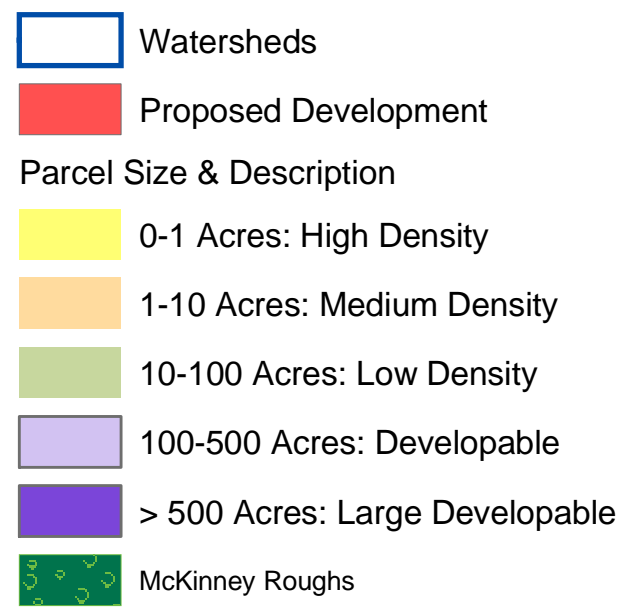 Watersheds
Proposed Development
Parcel Size & Description
0-1 Acres: High Density
1-10 Acres: Medium Density
10-100 Acres: Low Density
100-500 Acres: Developable
> 500 Acres: Large Developable
McKinney Roughs